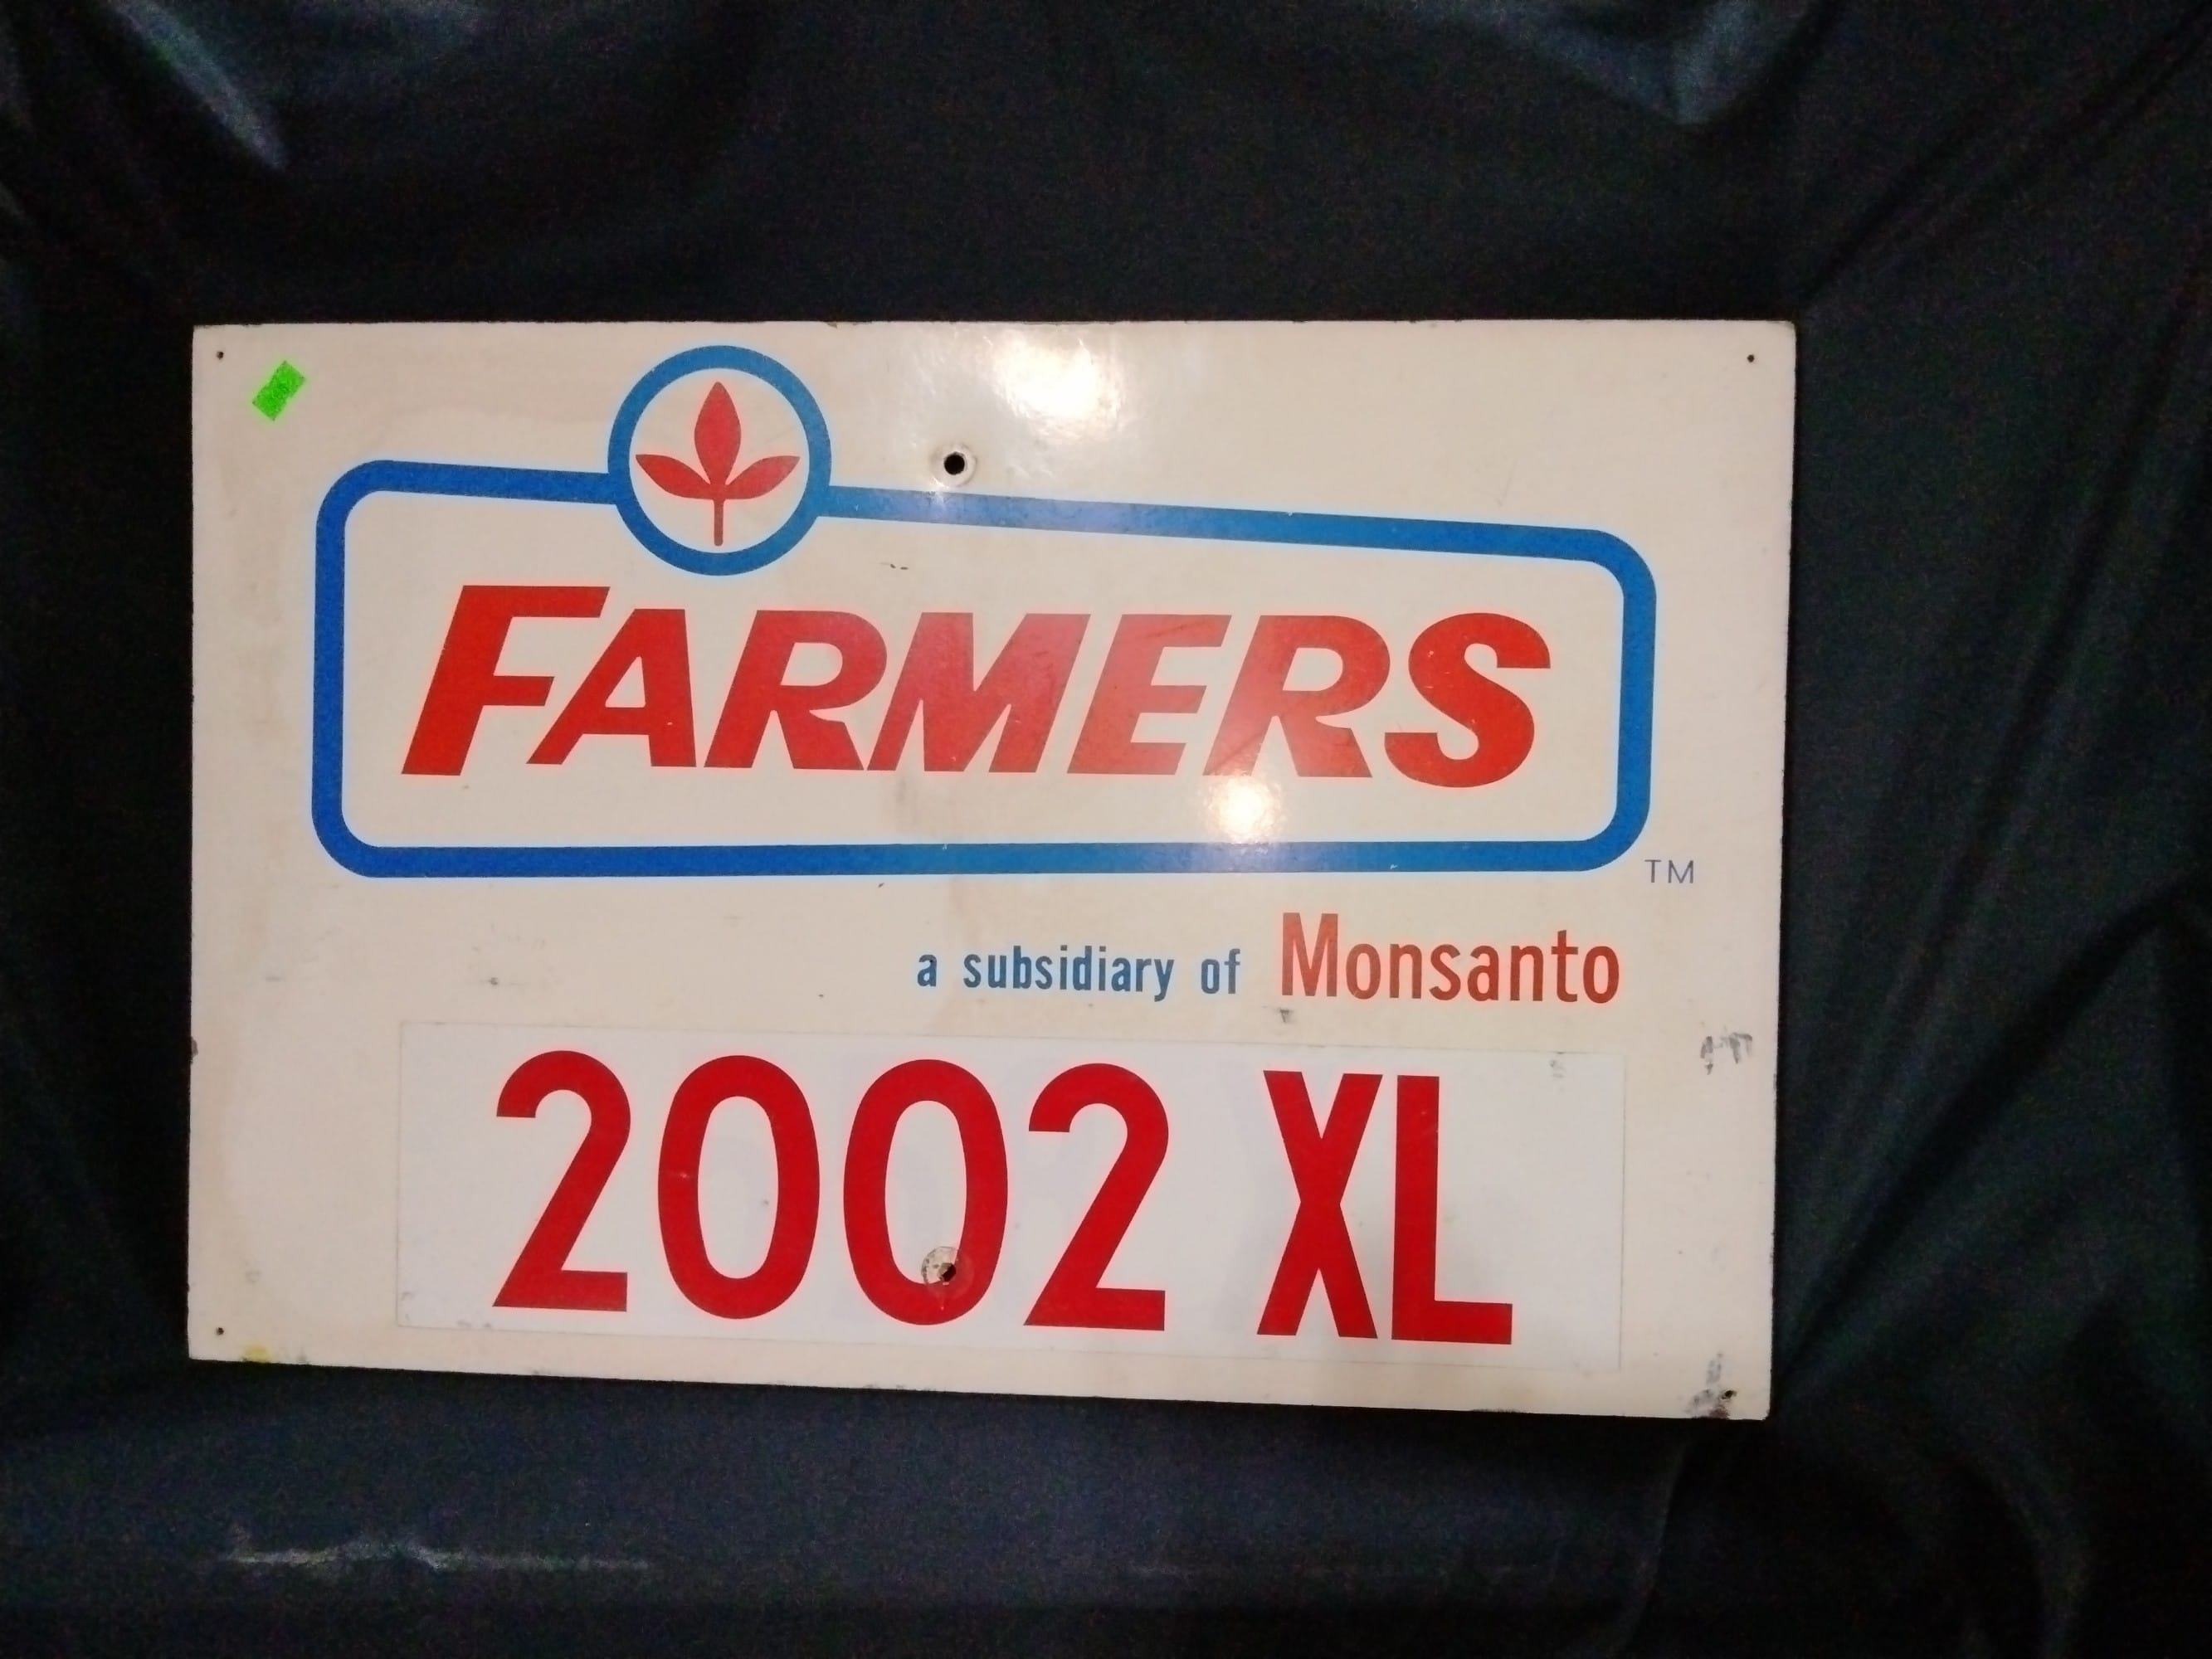 FARMERS
TM
a subsidiary of Monsanto
2002 XL